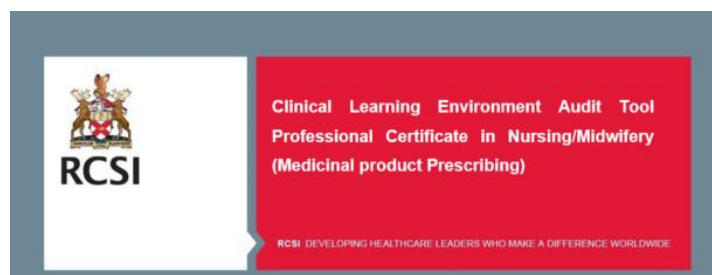 RCSI
Clinical Learning Environment Audit Tool
Professional Certificate in Nursing/Midwifery
(Medicinal product Prescribing)
RCSI DEVELOPING HEALTHCARE LEADERS WHO MAKE A DIFFERENCE WORLDWIDE